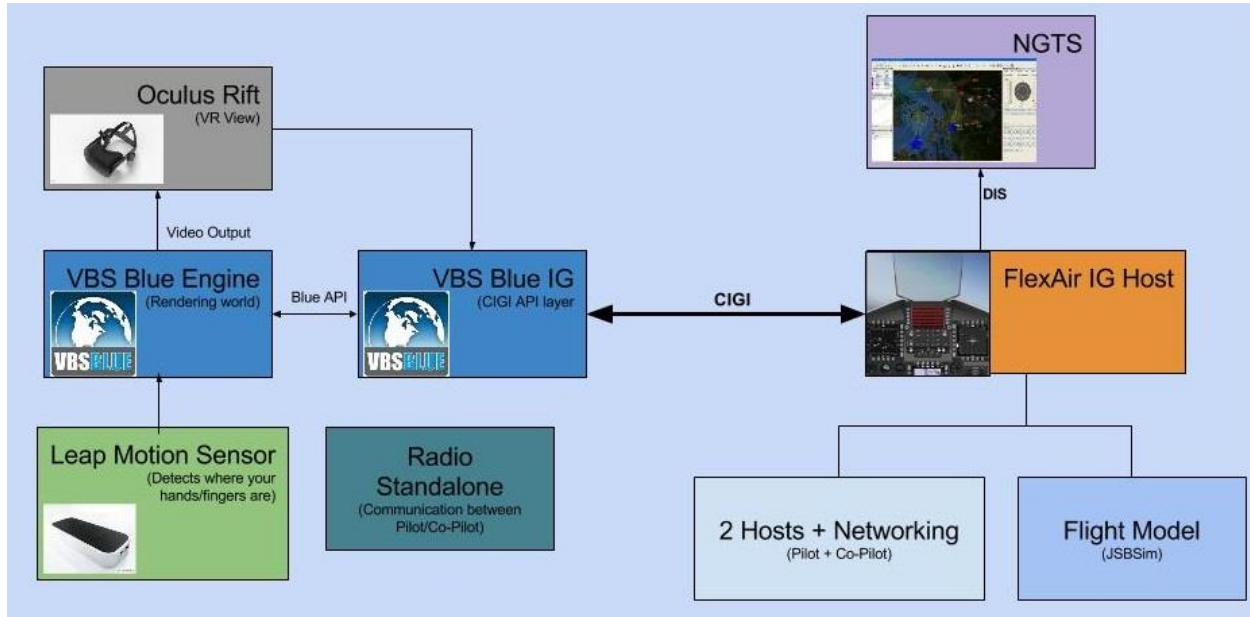 NGTS
Oculus Rift
(VR View)
DIS
Video Output
VBS Blue Engine
(Rendering world)
VBSBLUE
Blue API
VBS Blue IG
(CIGI API layer
VBSBLUE
CIGI
FlexAir IG Host
Leap Motion Sensor
(Detects where your
hands/fingers are)
Radio
Standalone
(Communication between
Pilot/Co-Pilot)
2 Hosts + Networking
(Pilot + Co-Pilot)
Flight Model
(JSBSim)